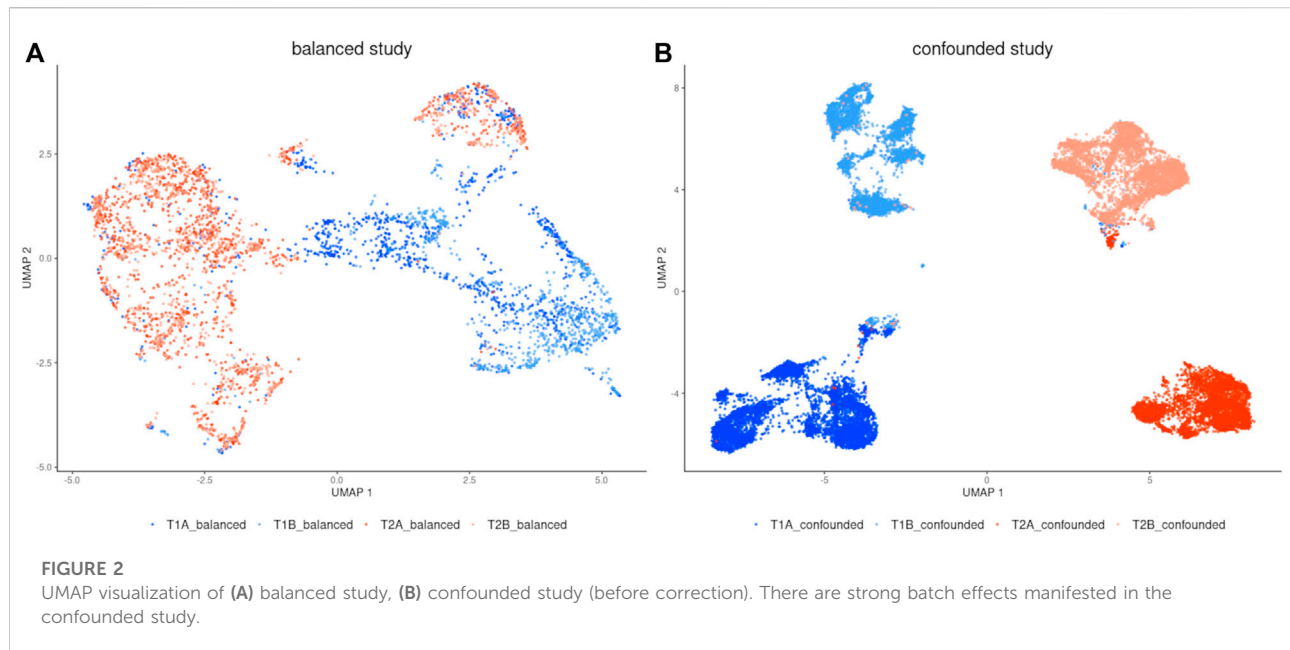 A
balanced study
2.5
0.0
-2.5
-5.0
UMAP 2
-5.0
-2.5
0.0
2.5
5.0
UMAP 1
T1A_balanced
T1B_balanced
T2A_balanced
T2B_balanced
B
confounded study
8
4
0
-4
UMAP 2
-5
0
5
UMAP 1
T1A_confounded
T1B_confounded
T2A_confounded
T2B_confounded
FIGURE 2
UMAP visualization of (A) balanced study, (B) confounded study (before correction). There are strong batch effects manifested in the
confounded study.